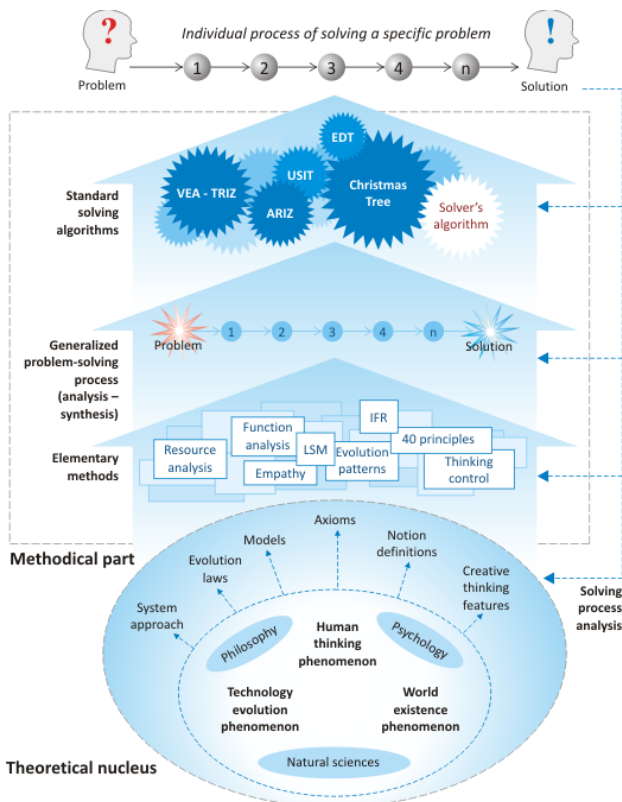 ?
!
Individual process of solving a specific problem
1
2
3
4
n
Problem
Solution
EDT
VEA - TRIZ
USIT
Christmas
Tree
ARIZ
Solver's
algorithm
Standard
solving
algorithms
Problem
1
2
3
4
n
Solution
Generalized
problem-solving
process
(analysis –
synthesis)
Elementary
methods
IFR
Function
analysis
40 principles
Resource
analysis
LSM
Evolution
patterns
Empathy
Thinking
control
Methodical part
Axioms
Models
Notion
definitions
Evolution
laws
Creative
thinking
features
System
approach
Solving
process
analysis
Philosophy
Human
thinking
phenomenon
Psychology
Technology
evolution
phenomenon
World
existence
phenomenon
Natural sciences
Theoretical nucleus